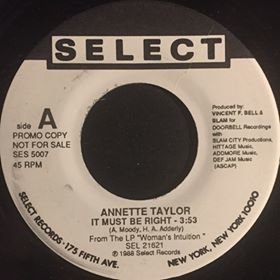 SELECT
side A
PROMO COPY
NOT FOR SALE
SES 5007
45 RPM
Produced by:
VINCENT F. BELL &
BLAM for
DOORBELL Recordings
with
SLAM CITY Productions,
HITTAGE Music,
ADDMORE Music,
DEF JAM Music
(ASCAP)
ANNETTE TAYLOR
IT MUST BE RIGHT - 3:53
(A. Moody, H. A. Adderly)
From The LP "Woman's Intuition"
SEL 21621
© 1988 Select Records
SELECT RECORDS · 175 FIFTH AVE. NEW YORK, NEW YORK 10010